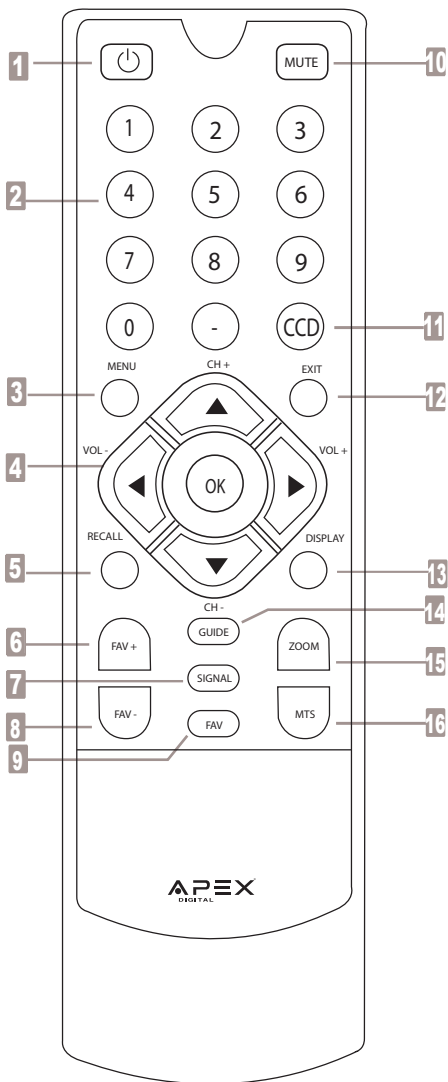 1
MUTE
10
1 2 3
2
4 5 6
7 8 9
0 - CCD
11
MENU
CH +
EXIT
3
12
VOL -
VOL +
4
OK
RECALL
DISPLAY
5
13
CH -
14
6
FAV +
GUIDE
ZOOM
15
7
SIGNAL
8
FAV -
MTS
16
9
FAV
APEX
DIGITAL